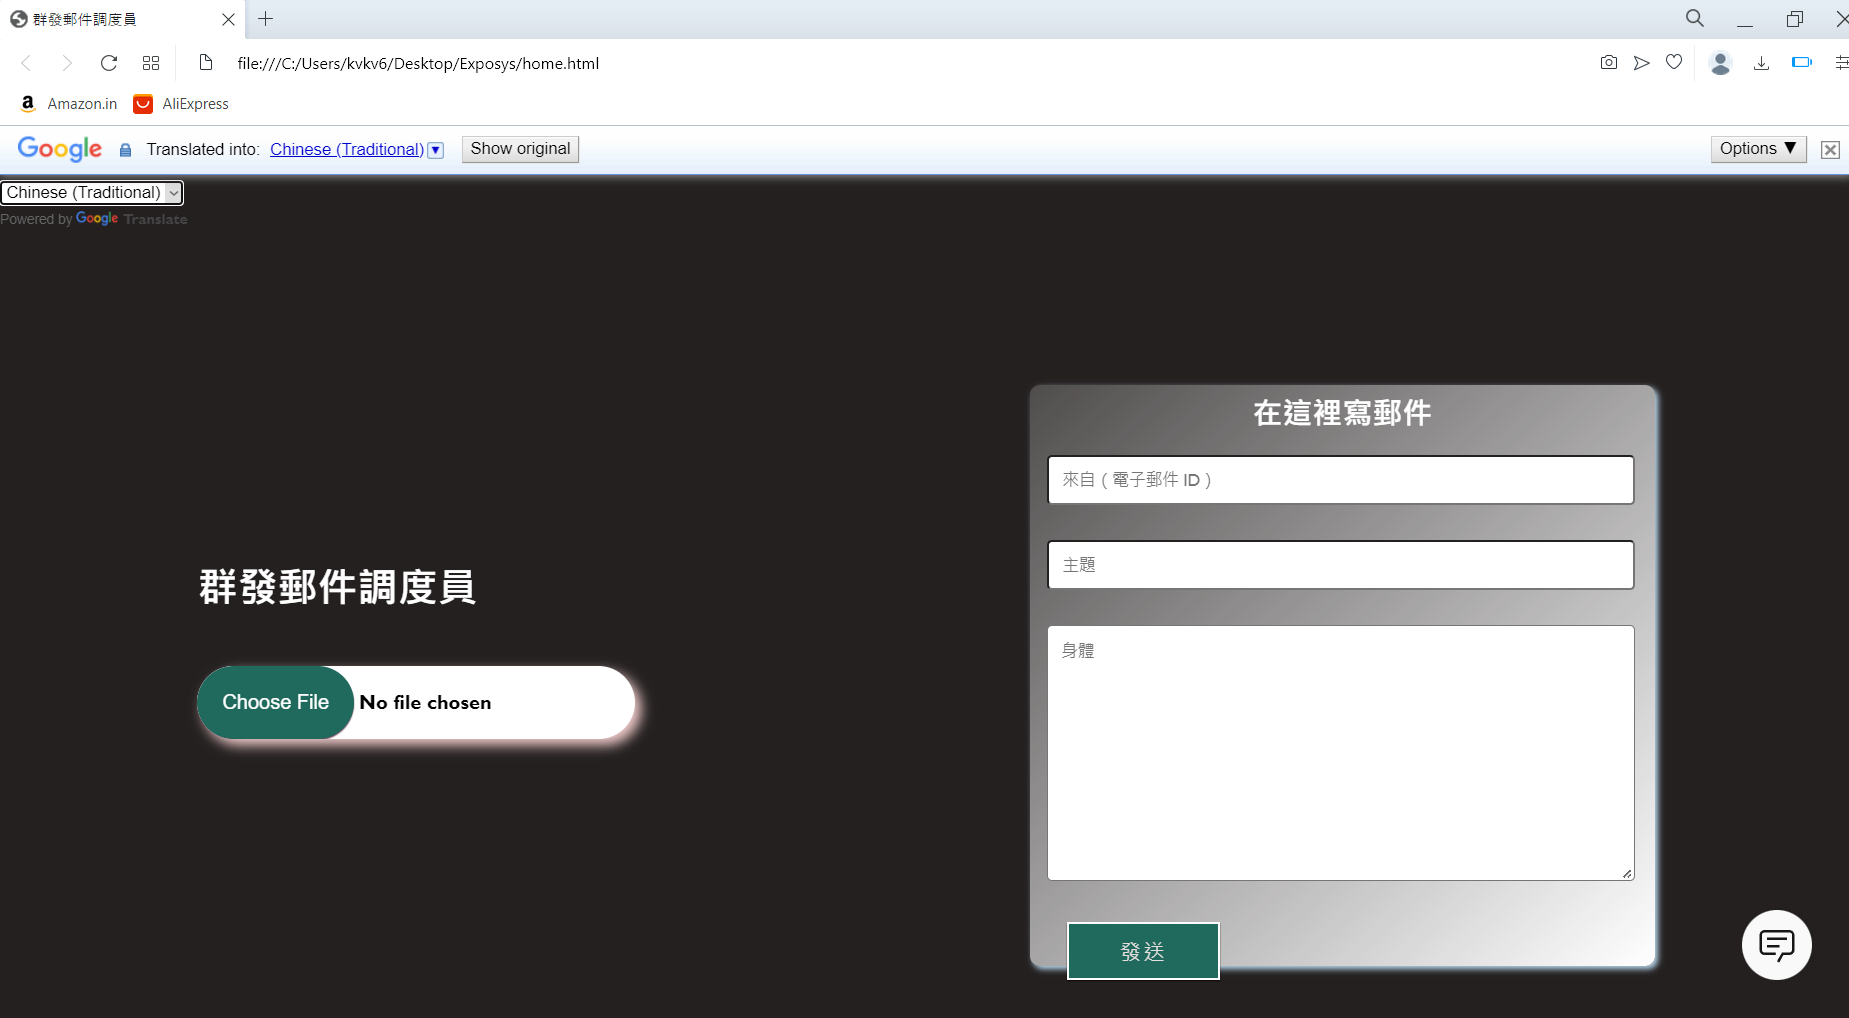 群發郵件調度員
file:///C:/Users/kvkv6/Desktop/Exposys/home.html
Amazon.in
AliExpress
Google
Translated into: Chinese (Traditional) ▼
Show original
Options ▼
Chinese (Traditional)
Powered by Google Translate
在這裡寫郵件
來自（電子郵件 ID）
主題
身體
發送
群發郵件調度員
Choose File
No file chosen